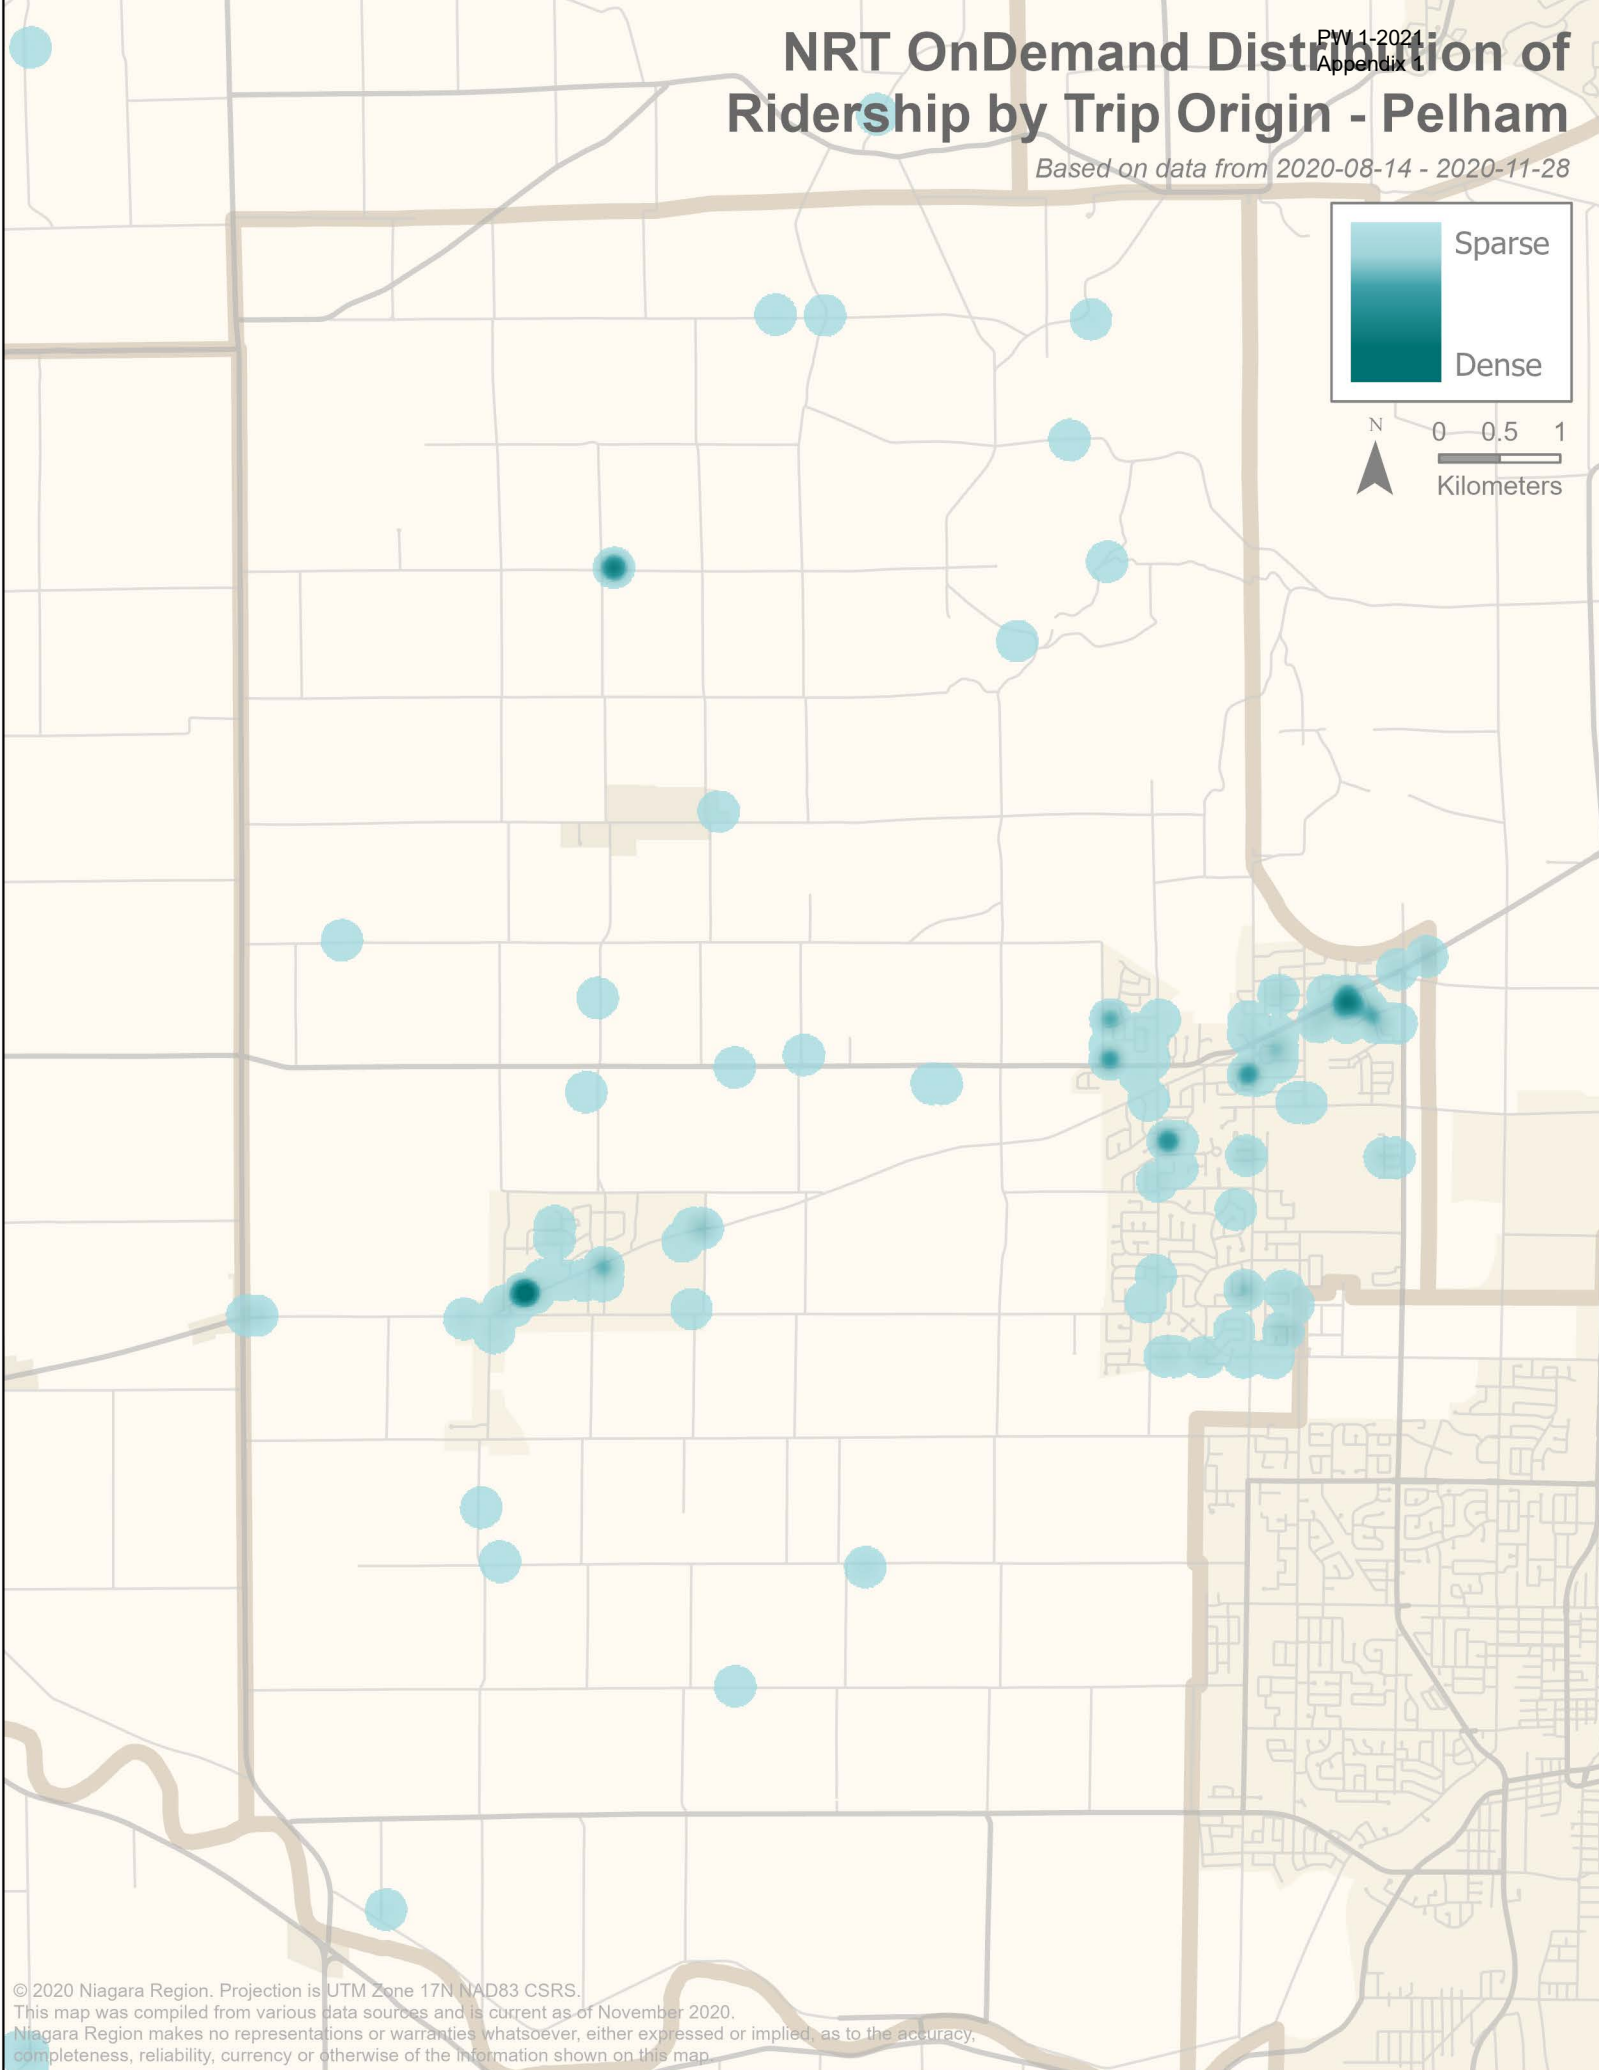 PW 1-2021
Appendix 1
NRT OnDemand Distribution of
Ridership by Trip Origin - Pelham
Based on data from 2020-08-14 - 2020-11-28
Sparse
Dense
N
0 0.5 1
Kilometers
© 2020 Niagara Region. Projection is UTM Zone 17N NAD83 CSRS.
This map was compiled from various data sources and is current as of November 2020.
Niagara Region makes no representations or warranties whatsoever, either expressed or implied, as to the accuracy,
completeness, reliability, currency or otherwise of the information shown on this map.